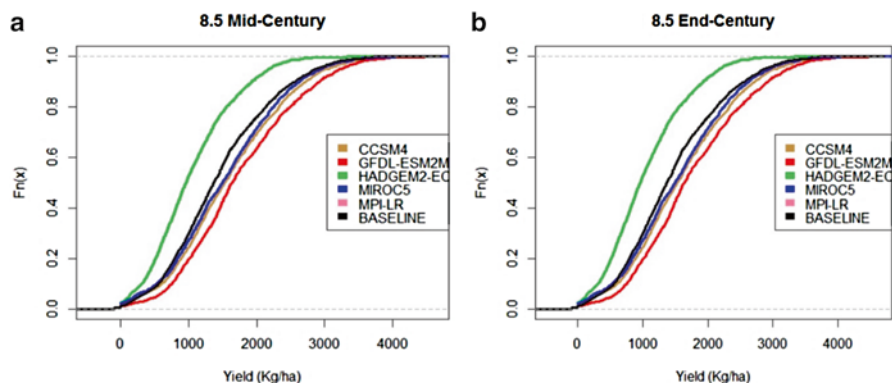 a
8.5 Mid-Century
Fn(x)
1.0
0.8
0.6
0.4
0.2
0.0
CCSM4
GFDL-ESM2M
HADGEM2-EC
MIROC5
MPI-LR
BASELINE
0 1000 2000 3000 4000
Yield (Kg/ha)
b
8.5 End-Century
Fn(x)
1.0
0.8
0.6
0.4
0.2
0.0
CCSM4
GFDL-ESM2M
HADGEM2-EC
MIROC5
MPI-LR
BASELINE
0 1000 2000 3000 4000
Yield (Kg/ha)